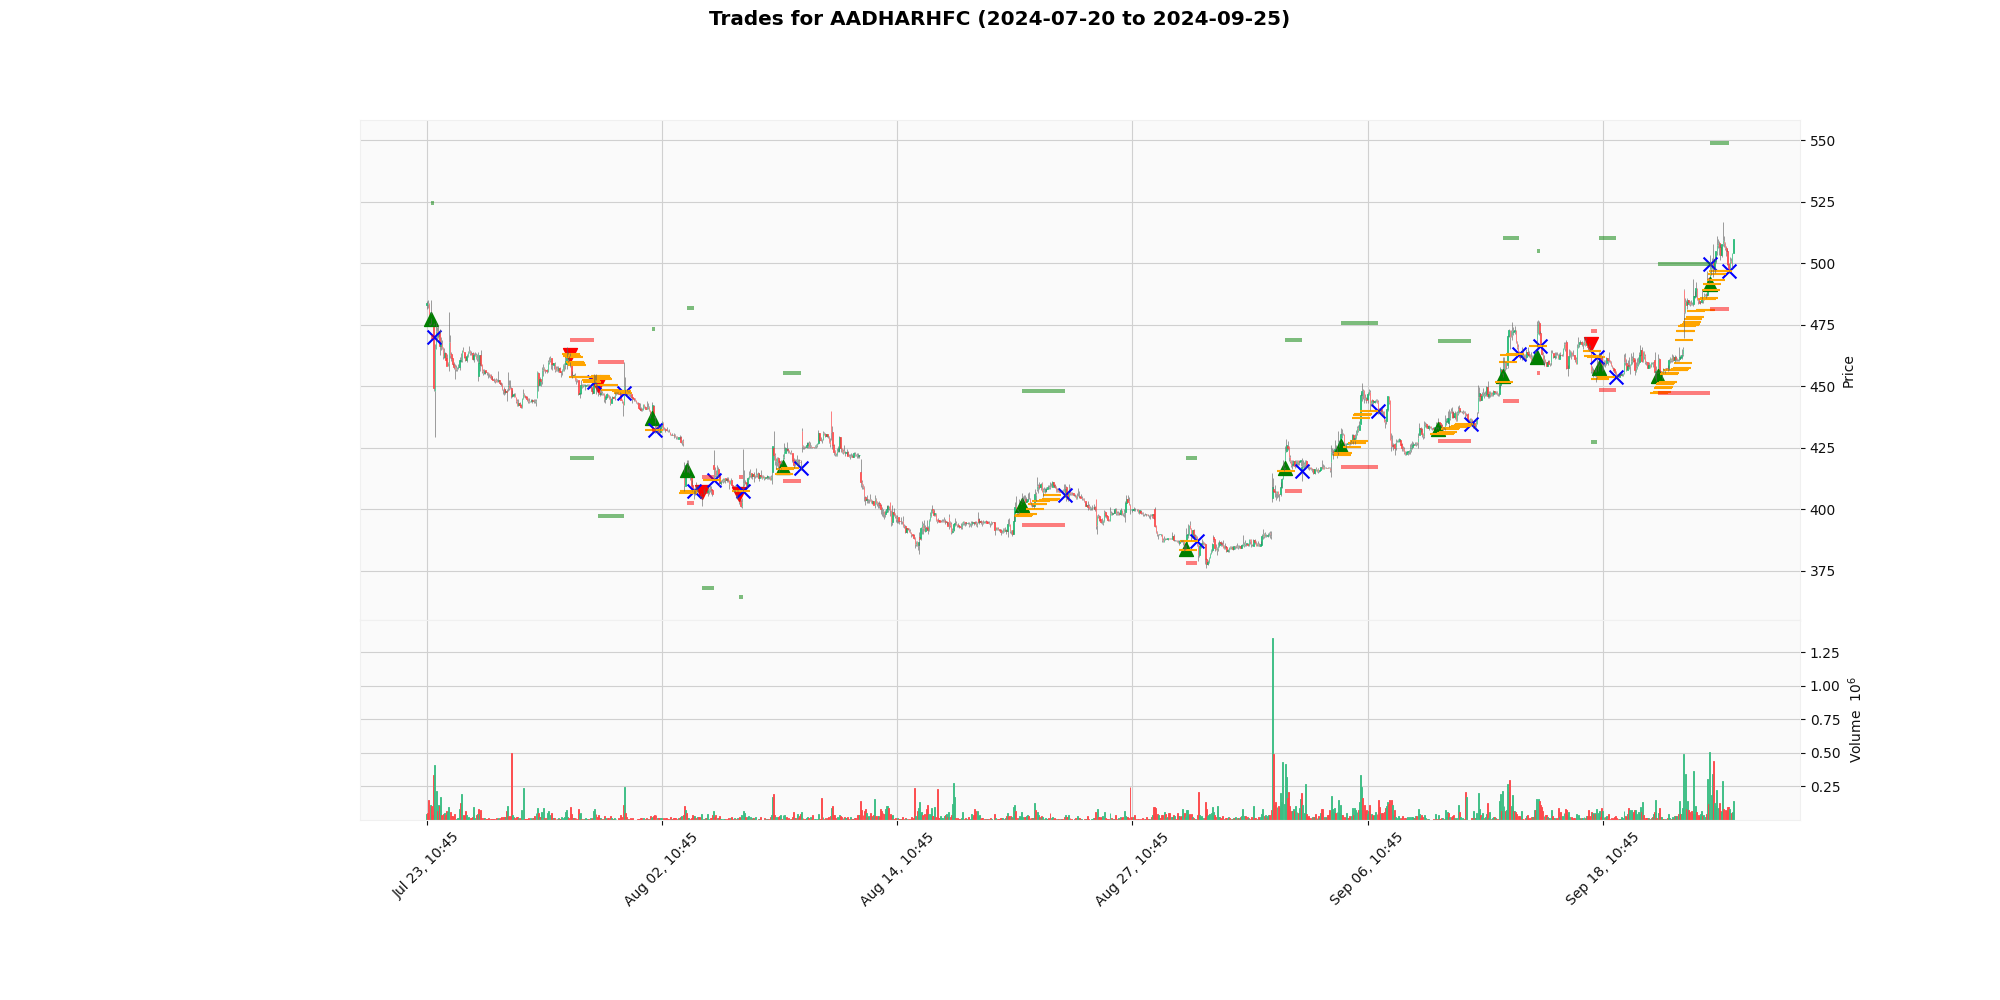 Trades for AADHARHFC (2024-07-20 to 2024-09-25)
550
525
500
475
450
425
400
375
Price
1.25
1.00
0.75
0.50
0.25
Volume 10⁶
Jul 23, 10:45
Aug 02, 10:45
Aug 14, 10:45
Aug 27, 10:45
Sep 06, 10:45
Sep 18, 10:45